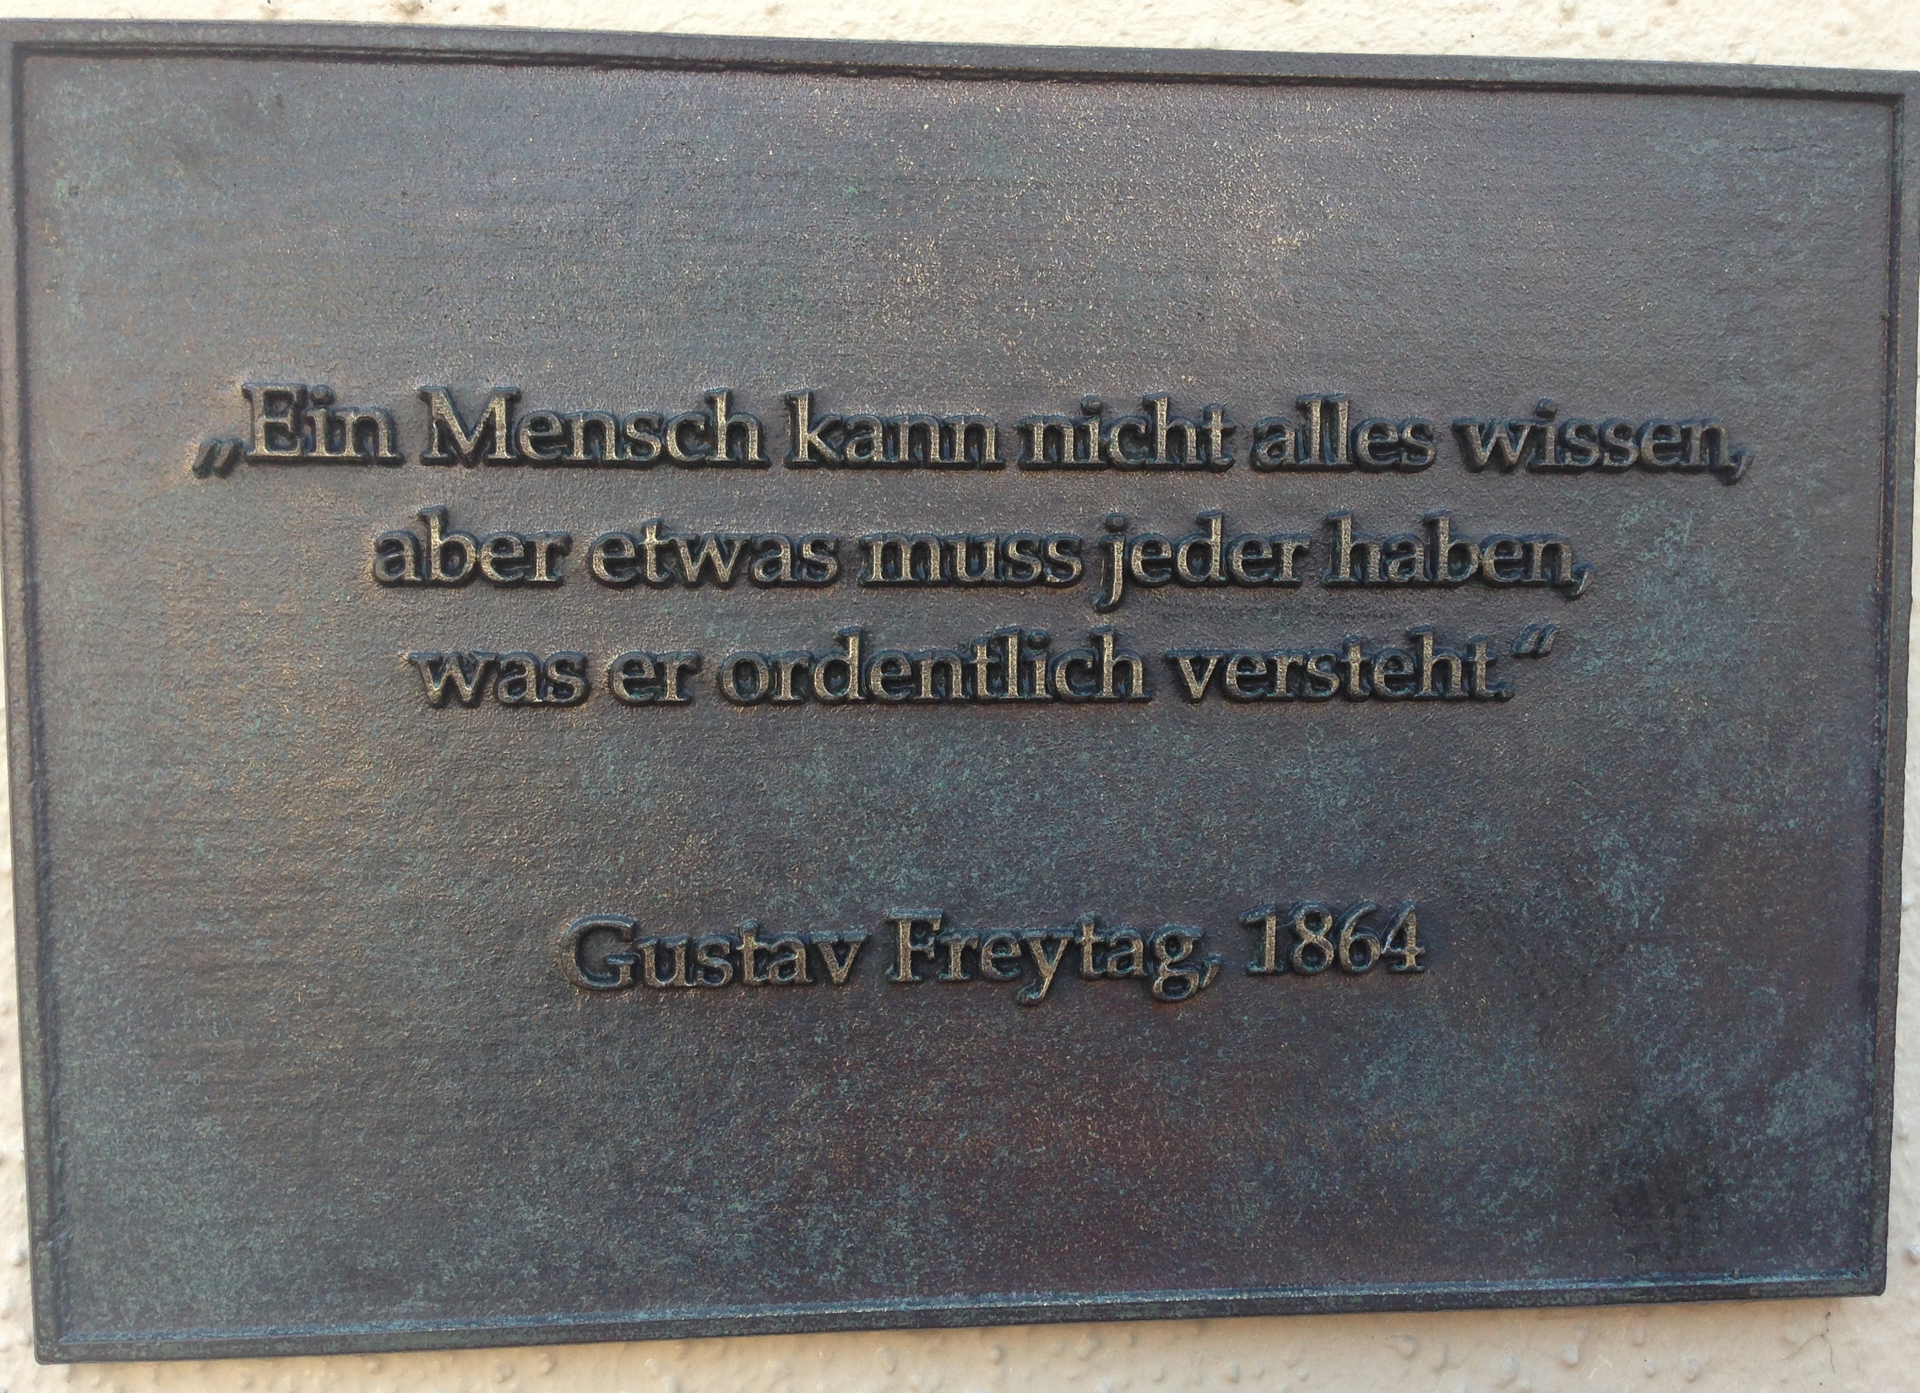 „Ein Mensch kann nicht alles wissen,
aber etwas muss jeder haben,
was er ordentlich versteht.“
Gustav Freytag, 1864